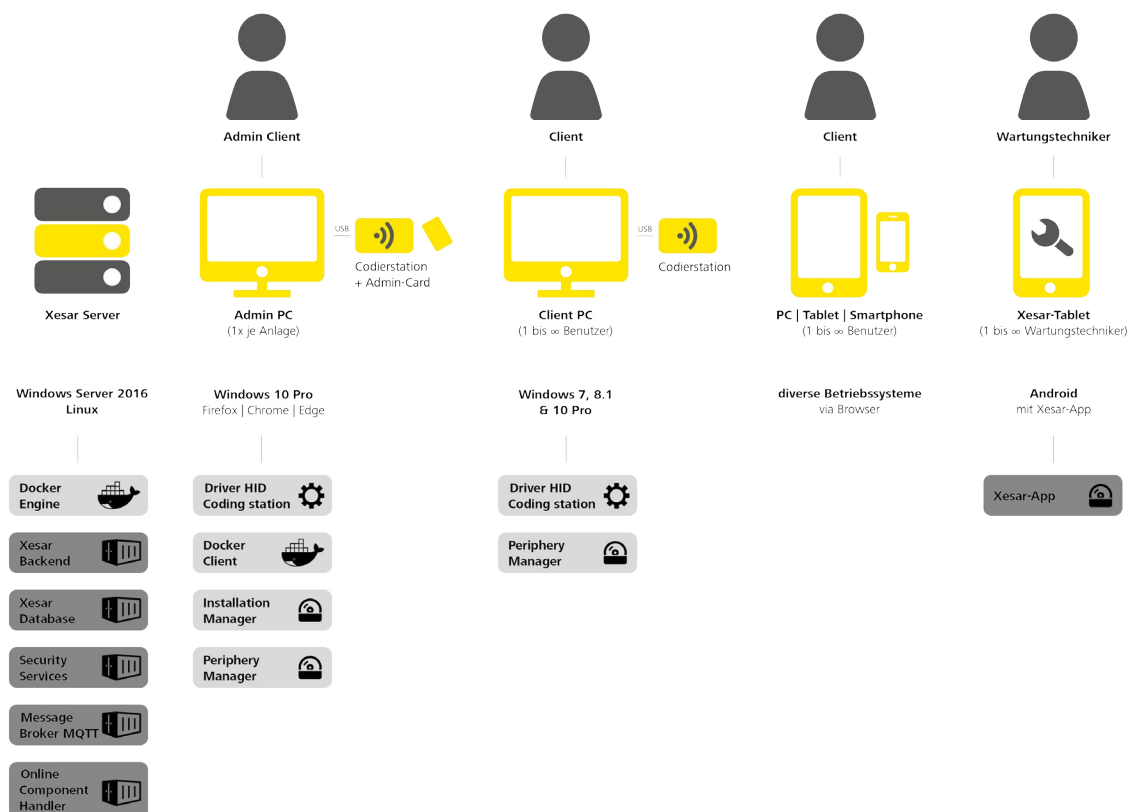 Admin Client
Client
Client
Wartungstechniker
USB
USB
Codierstation
+ Admin-Card
Codierstation
Xesar Server
Admin PC
(1x je Anlage)
Client PC
(1 bis ∞ Benutzer)
PC | Tablet | Smartphone
(1 bis ∞ Benutzer)
Xesar-Tablet
(1 bis ∞ Wartungstechniker)
Windows Server 2016
Linux
Windows 10 Pro
Firefox | Chrome | Edge
Windows 7, 8.1
& 10 Pro
diverse Betriebssysteme
via Browser
Android
mit Xesar-App
Docker
Engine
Xesar
Backend
Xesar
Database
Security
Services
Message
Broker MQTT
Online
Component
Handler
Driver HID
Coding station
Docker
Client
Installation
Manager
Periphery
Manager
Driver HID
Coding station
Periphery
Manager
Xesar-App